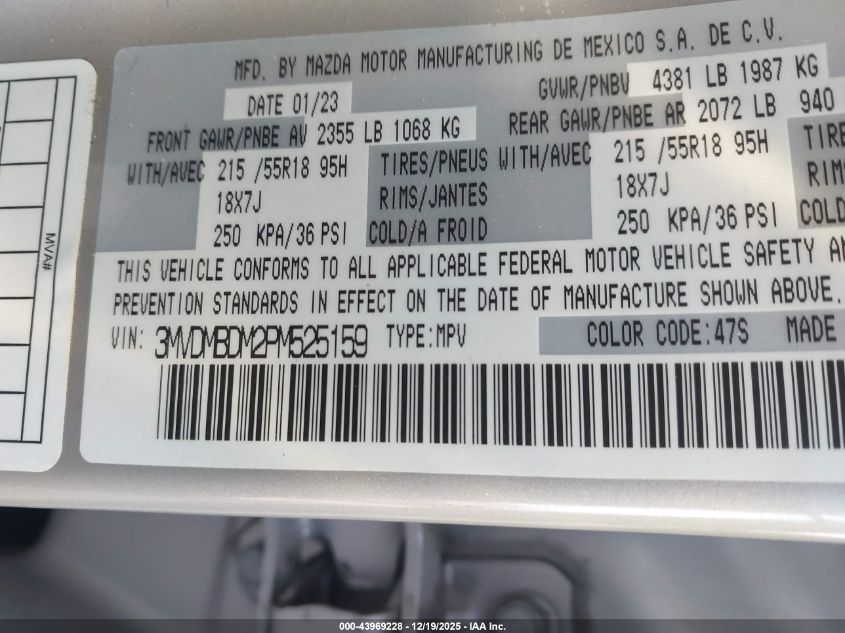 MFD. BY MAZDA MOTOR MANUFACTURING DE MEXICO S.A. DE C.V.
DATE 01/23 GVWR/PNBV 4381 LB 1987 KG
FRONT GAWR/PNBE AV 2355 LB 1068 KG REAR GAWR/PNBE AR 2072 LB 940
WITH/AVEC 215 /55R18 95H TIRES/PNEUS WITH/AVEC 215 /55R18 95H TIRE
18X7J RIMS/JANTES 18X7J RIM
250 KPA/36 PSI COLD/A FROID 250 KPA/36 PSI COLD
THIS VEHICLE CONFORMS TO ALL APPLICABLE FEDERAL MOTOR VEHICLE SAFETY AN
PREVENTION STANDARDS IN EFFECT ON THE DATE OF MANUFACTURE SHOWN ABOVE.
VIN: 3MVDMBDM2PM525159 TYPE:MPV COLOR CODE:47S MADE
MVA#
000-43969228 - 12/19/2025 - IAA Inc.